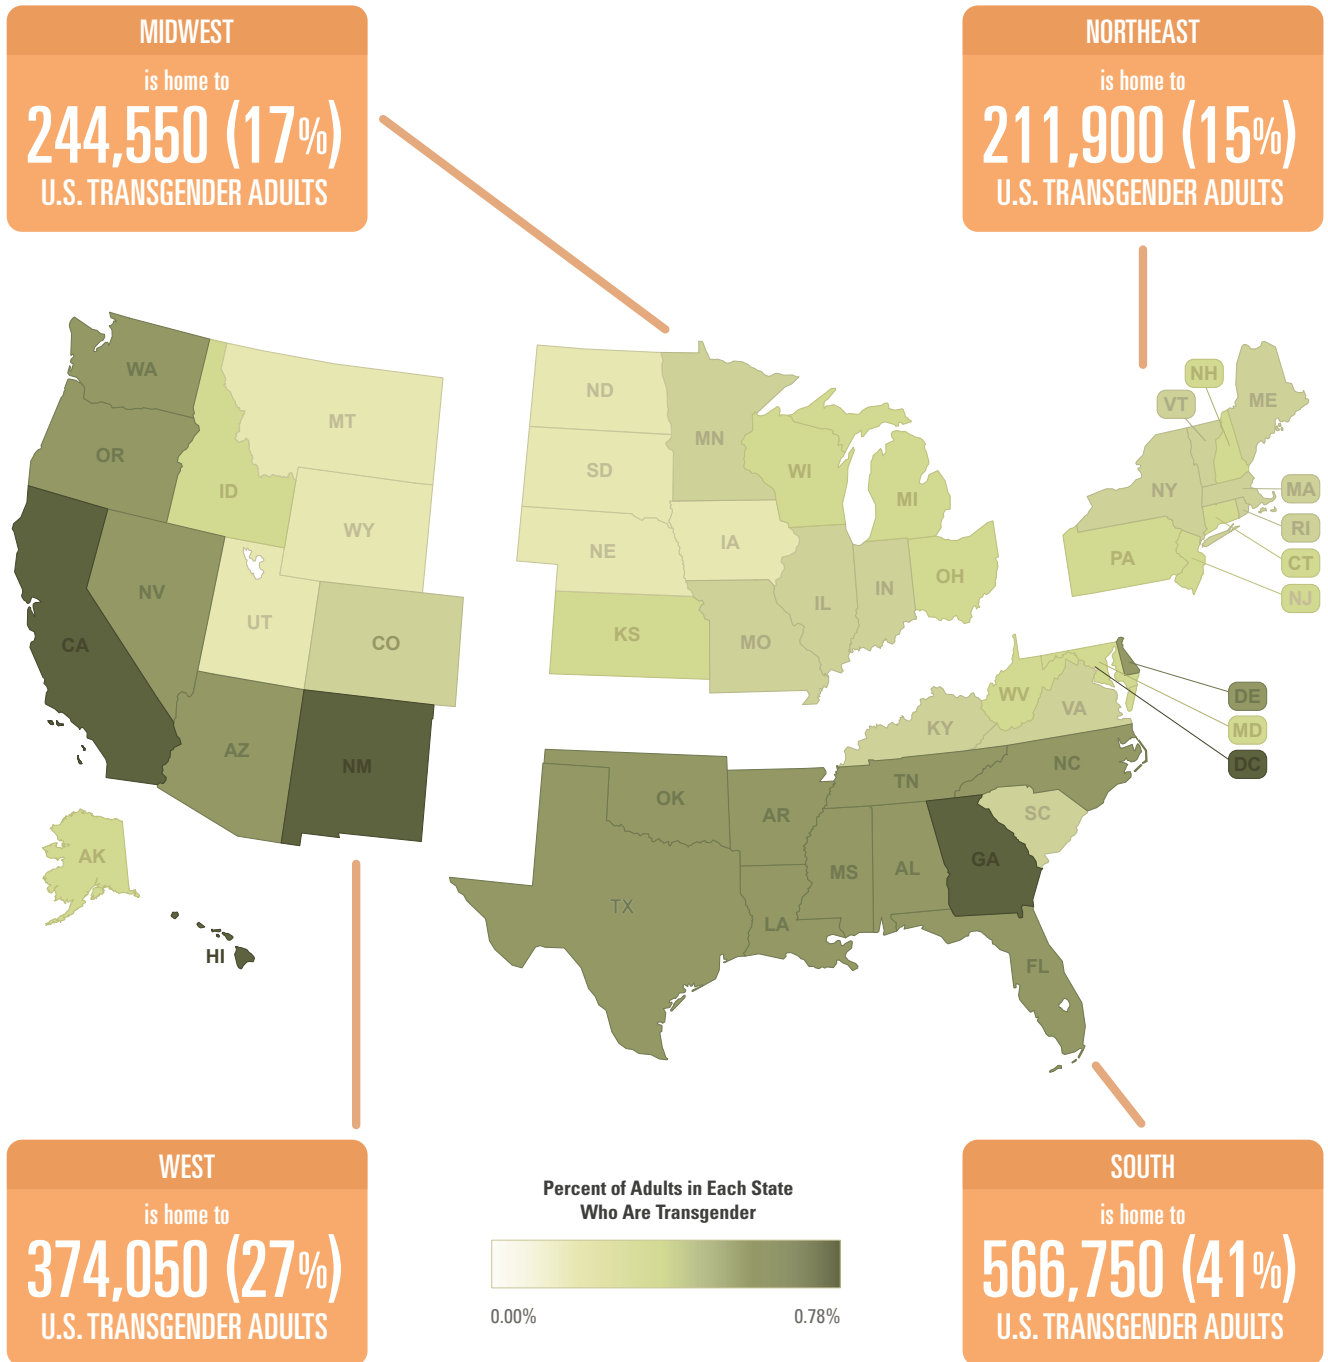 MIDWEST
is home to
244,550 (17%)
U.S. TRANSGENDER ADULTS
NORTHEAST
is home to
211,900 (15%)
U.S. TRANSGENDER ADULTS
WA
OR
ID
MT
WY
NV
UT
CO
CA
AZ
NM
AK
HI
ND
SD
NE
KS
MN
IA
MO
WI
IL
IN
MI
OH
NH
VT
ME
NY
MA
RI
PA
CT
NJ
WV
VA
KY
DE
MD
DC
TN
NC
SC
OK
AR
MS
AL
GA
TX
LA
FL
WEST
is home to
374,050 (27%)
U.S. TRANSGENDER ADULTS
Percent of Adults in Each State
Who Are Transgender
0.00%
0.78%
SOUTH
is home to
566,750 (41%)
U.S. TRANSGENDER ADULTS